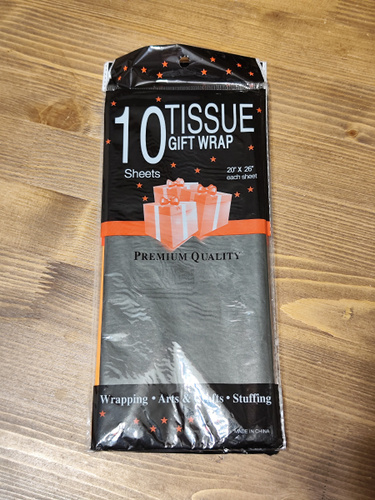 10 TISSUE
GIFT WRAP
Sheets
20" X 26"
each sheet
PREMIUM QUALITY
Wrapping • Arts & Crafts • Stuffing
MADE IN CHINA